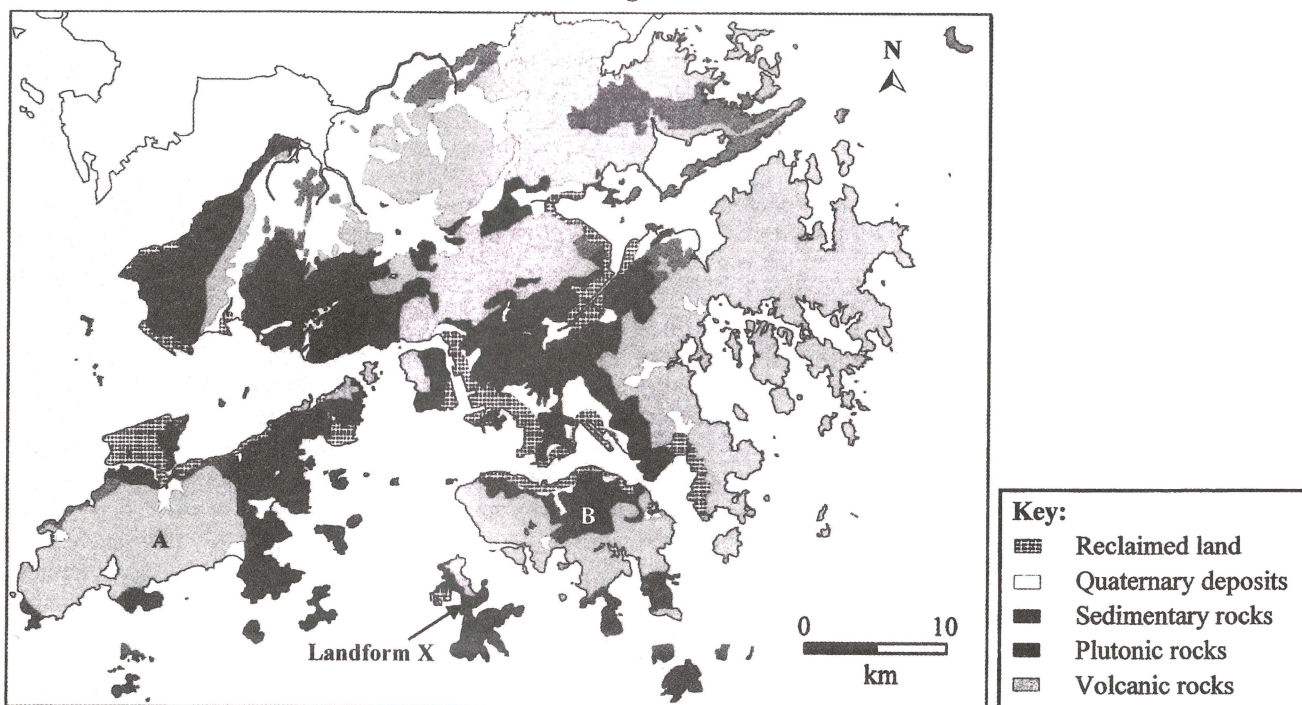 N
A
B
Landform X
0 10
km
Key:
Reclaimed land
Quaternary deposits
Sedimentary rocks
Plutonic rocks
Volcanic rocks